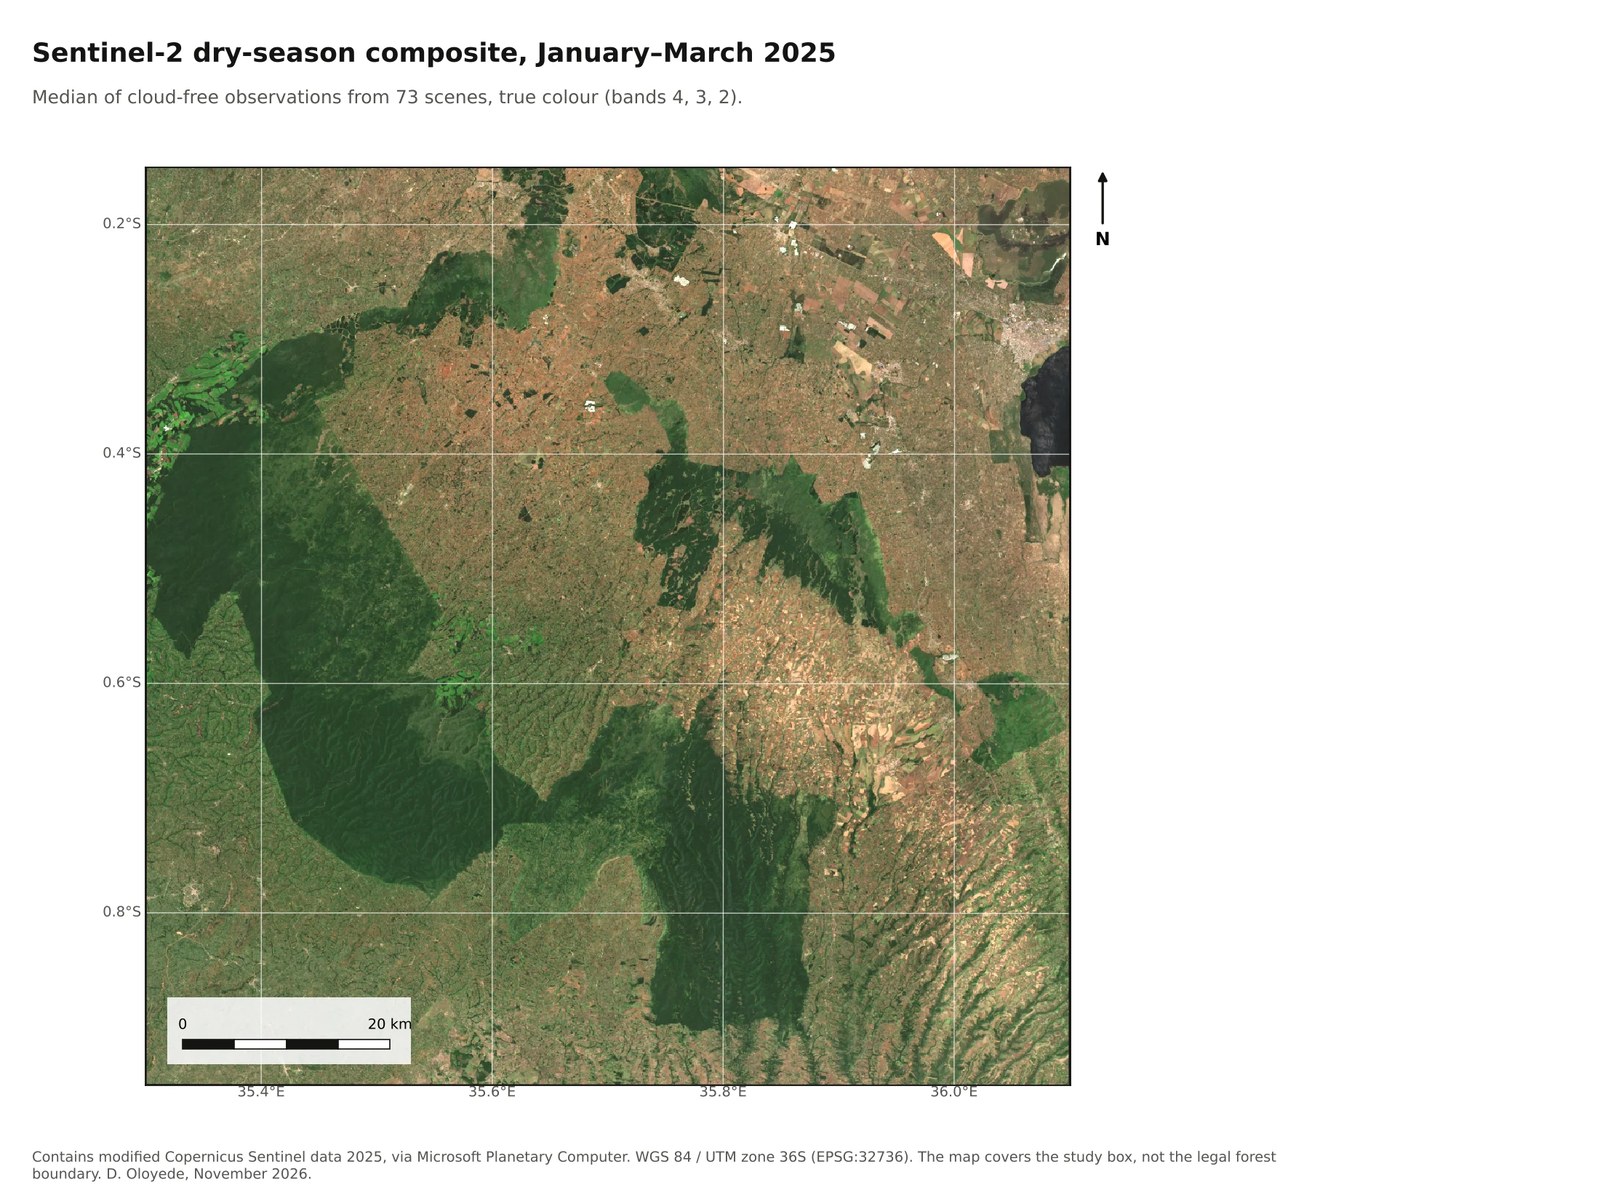 Sentinel-2 dry-season composite, January–March 2025
Median of cloud-free observations from 73 scenes, true colour (bands 4, 3, 2).
N
0.2°S
0.4°S
0.6°S
0.8°S
0 20 km
35.4°E 35.6°E 35.8°E 36.0°E
Contains modified Copernicus Sentinel data 2025, via Microsoft Planetary Computer. WGS 84 / UTM zone 36S (EPSG:32736). The map covers the study box, not the legal forest
boundary. D. Oloyede, November 2026.